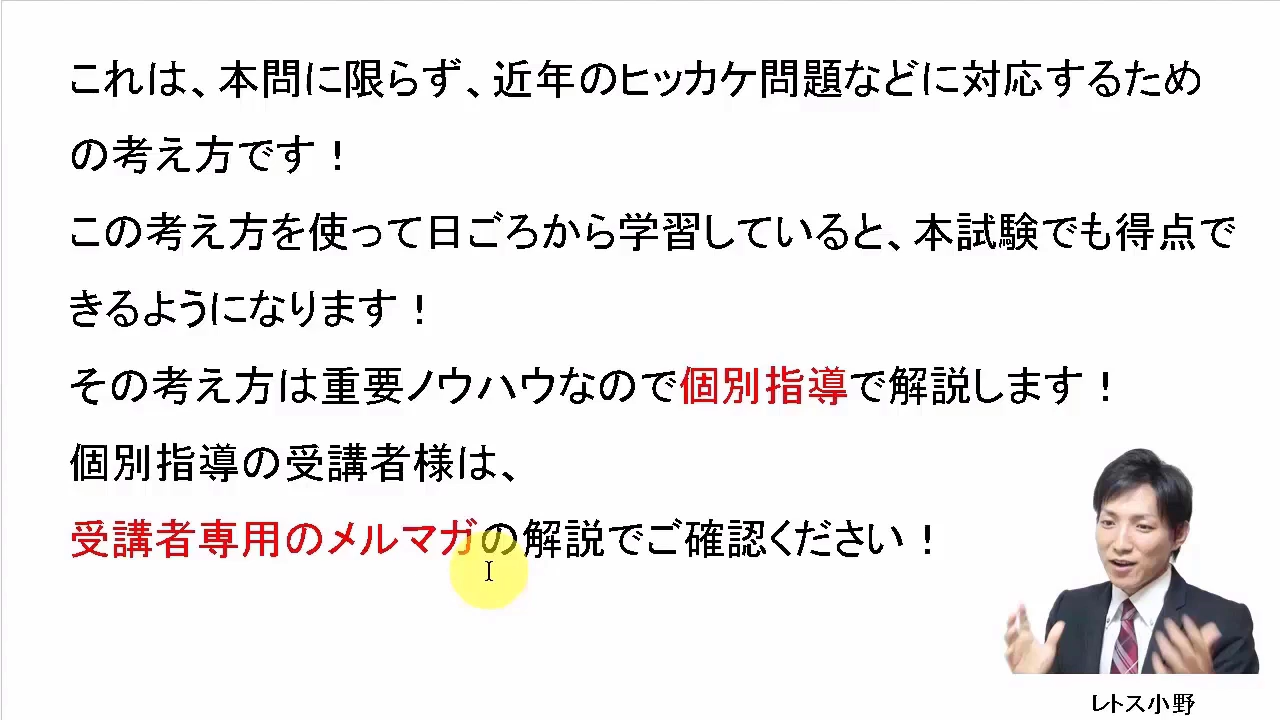 これは、本問に限らず、近年のヒッカケ問題などに対応するため
の考え方です！
この考え方を使って日ごろから学習していると、本試験でも得点で
きるようになります！
その考え方は重要ノウハウなので個別指導で解説します！
個別指導の受講者様は、
受講者専用のメルマガの解説でご確認ください！
レトス小野